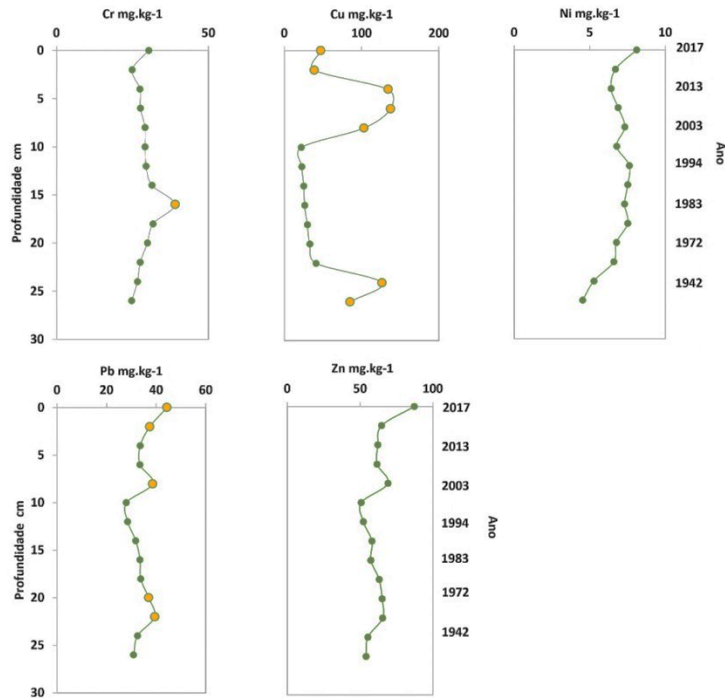 Cr mg.kg-1
0 50
0
5
10
15
20
25
30
Profundidade cm
Cu mg.kg-1
0 100 200
Ni mg.kg-1
0 5 10
2017
2013
2003
1994
1983
1972
1942
Ano
Pb mg.kg-1
0 20 40 60
0
5
10
15
20
25
30
Profundidade cm
Zn mg.kg-1
0 50 100
2017
2013
2003
1994
1983
1972
1942
Ano